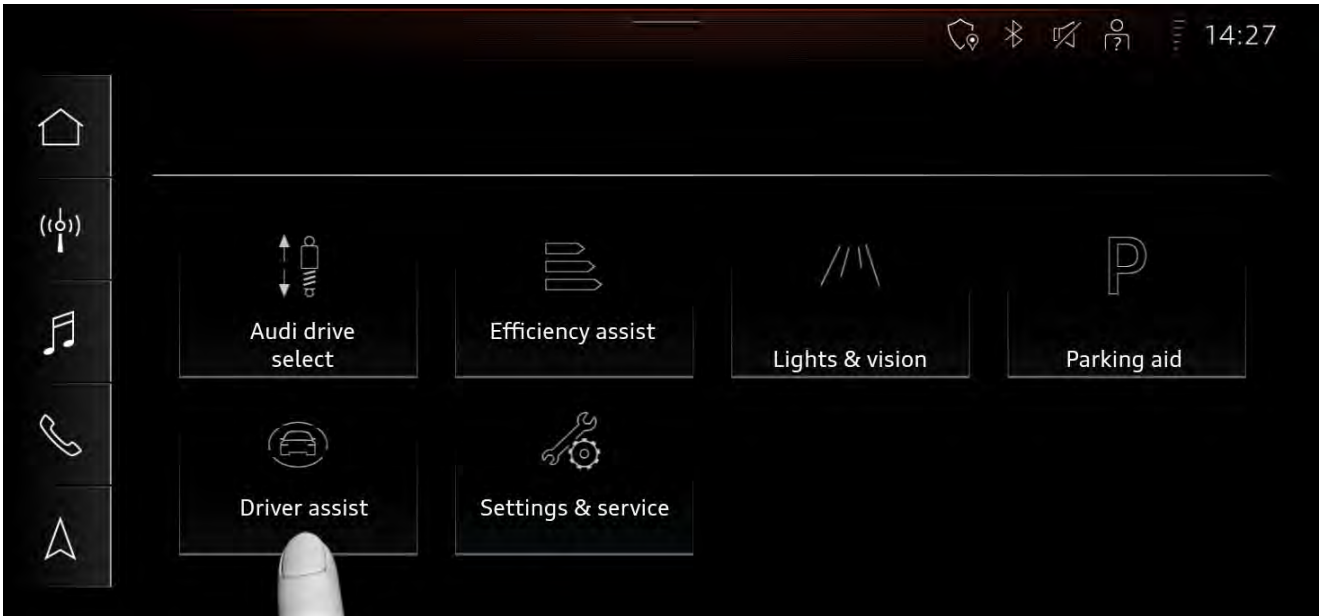 14:27
Audi drive
select
Efficiency assist
Lights & vision
P
Parking aid
Driver assist
Settings & service